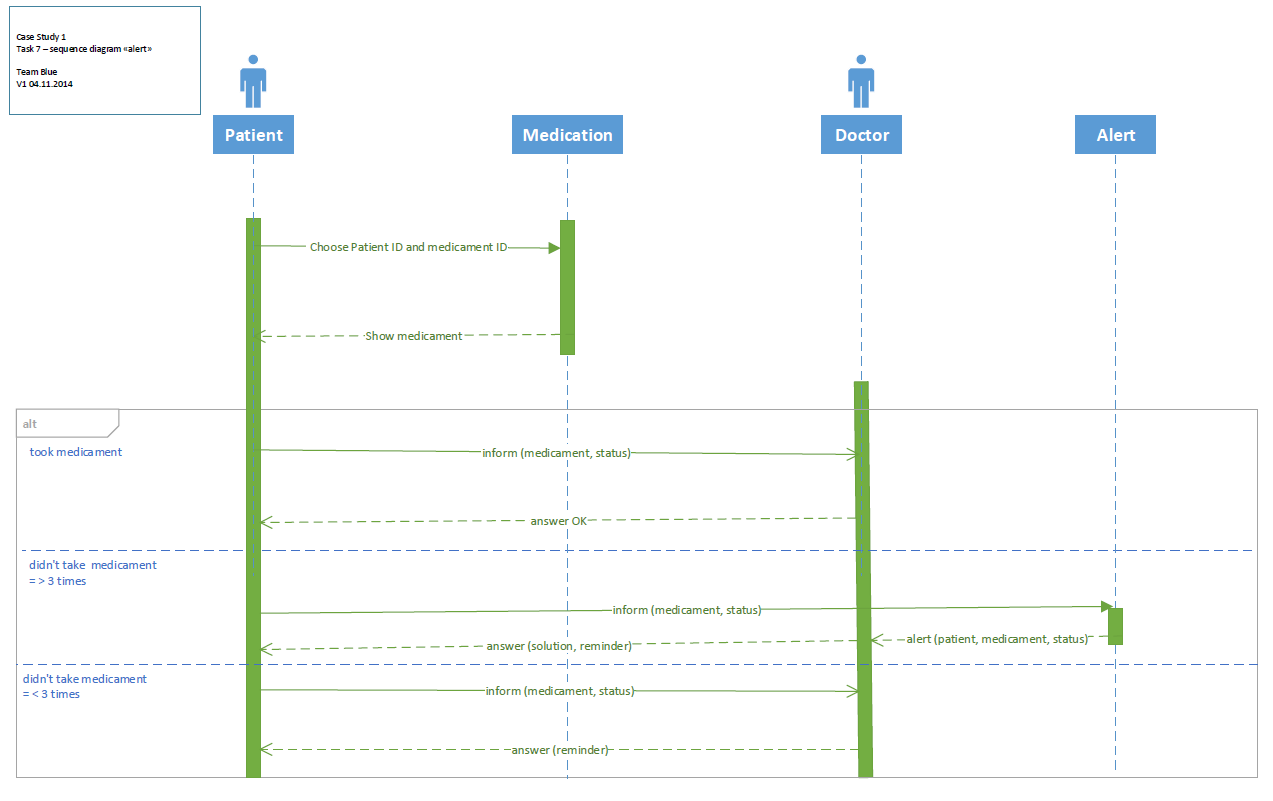 Case Study 1
Task 7 – sequence diagram «alert»
Team Blue
V1 04.11.2014
Patient
Medication
Doctor
Alert
Choose Patient ID and medicament ID
Show medicament
alt
took medicament
inform (medicament, status)
answer OK
didn't take  medicament
= > 3 times
inform (medicament, status)
alert (patient, medicament, status)
answer (solution, reminder)
didn't take medicament
= < 3 times
inform (medicament, status)
answer (reminder)